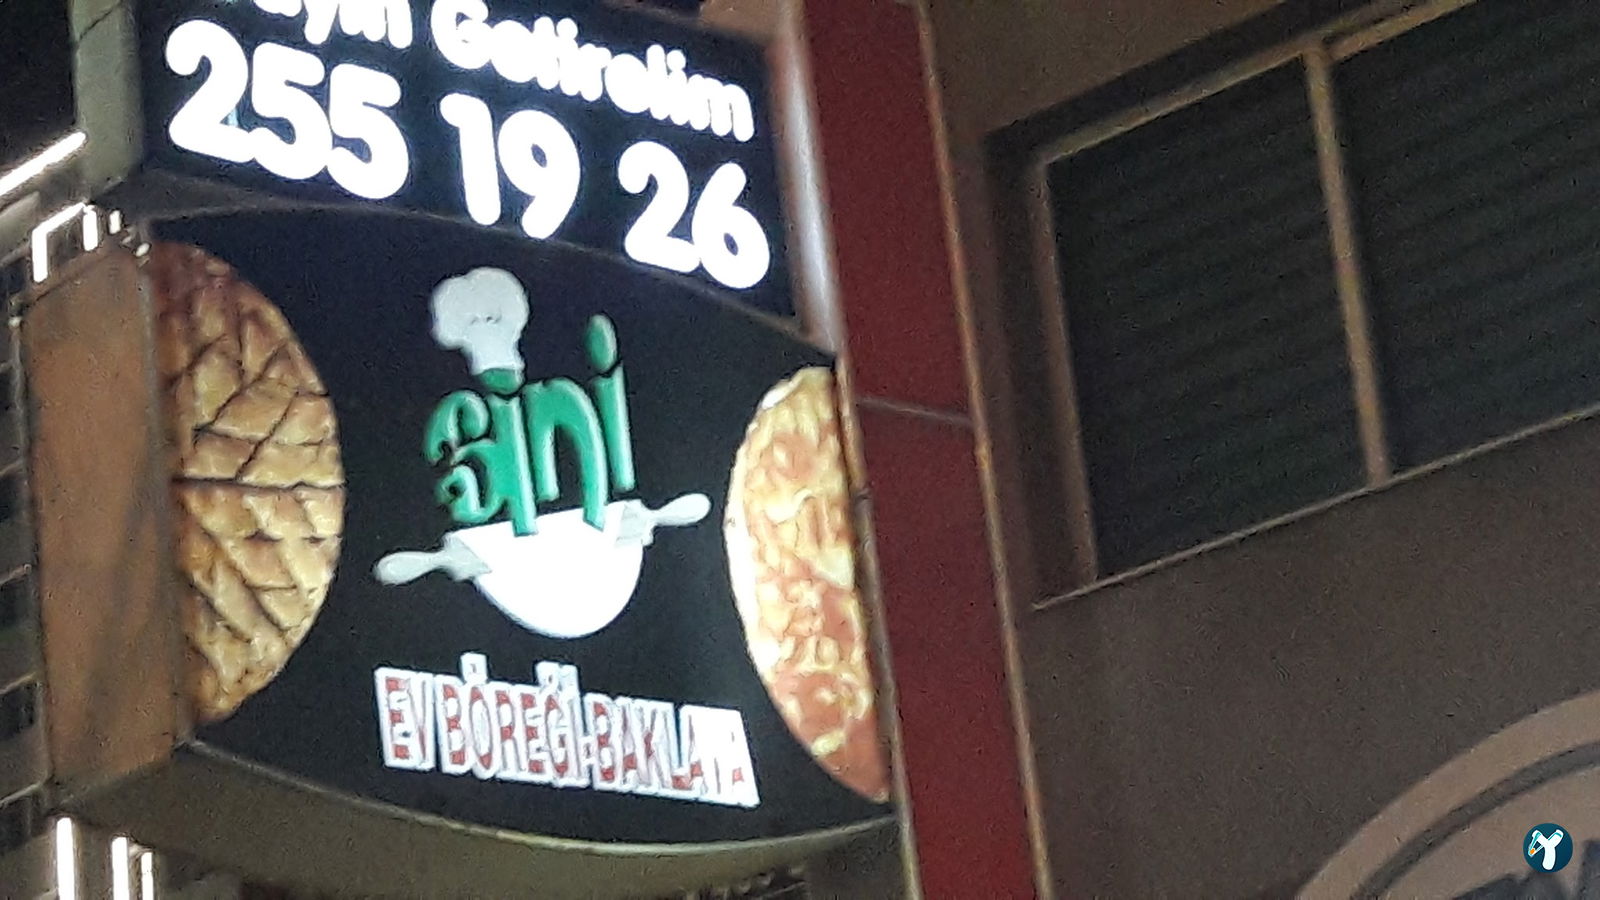 Getirelim
255 19 26
sini
EV BÖREĞİ-BAKLAVA